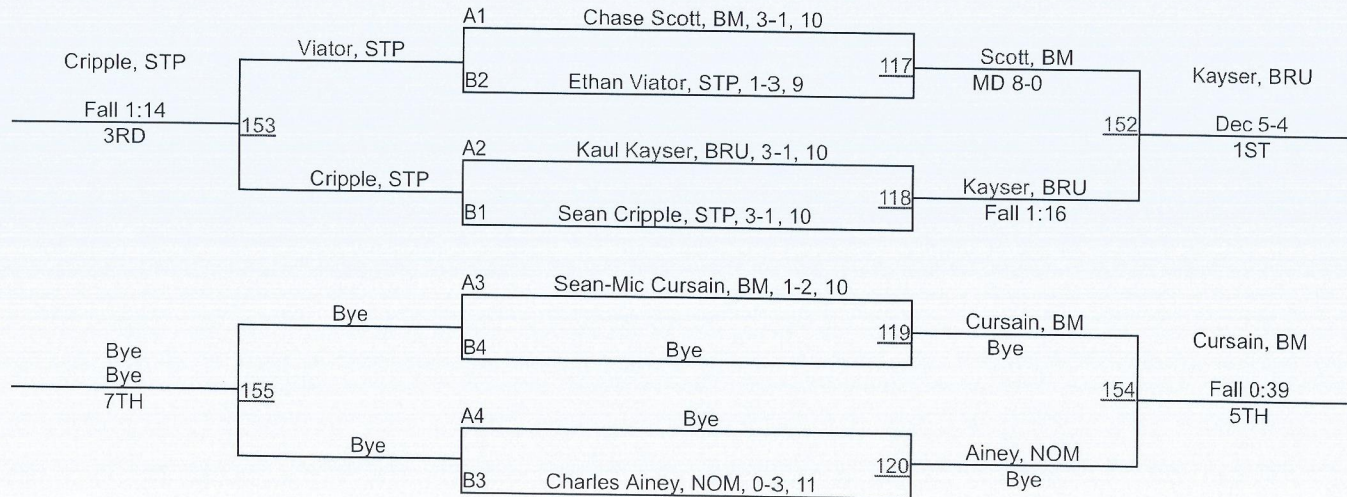 A1 Chase Scott, BM, 3-1, 10
Cripple, STP
Viator, STP
117
Scott, BM
Kayser, BRU
B2 Ethan Viator, STP, 1-3, 9
MD 8-0
Fall 1:14
153
152
Dec 5-4
3RD
1ST
A2 Kaul Kayser, BRU, 3-1, 10
Cripple, STP
118
Kayser, BRU
B1 Sean Cripple, STP, 3-1, 10
Fall 1:16
A3 Sean-Mic Cursain, BM, 1-2, 10
Bye
119
Cursain, BM
Cursain, BM
B4 Bye
Bye
Bye
Bye
155
154
Fall 0:39
7TH
5TH
A4 Bye
Bye
120
Ainey, NOM
B3 Charles Ainey, NOM, 0-3, 11
Bye